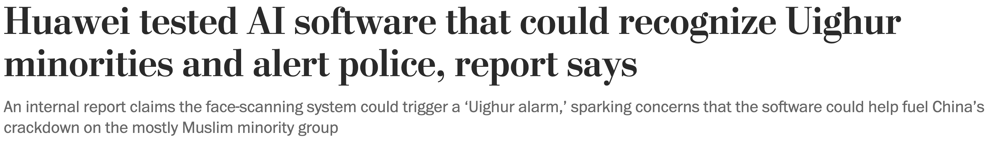 Huawei tested AI software that could recognize Uighur
minorities and alert police, report says
An internal report claims the face-scanning system could trigger a ‘Uighur alarm,’ sparking concerns that the software could help fuel China’s
crackdown on the mostly Muslim minority group